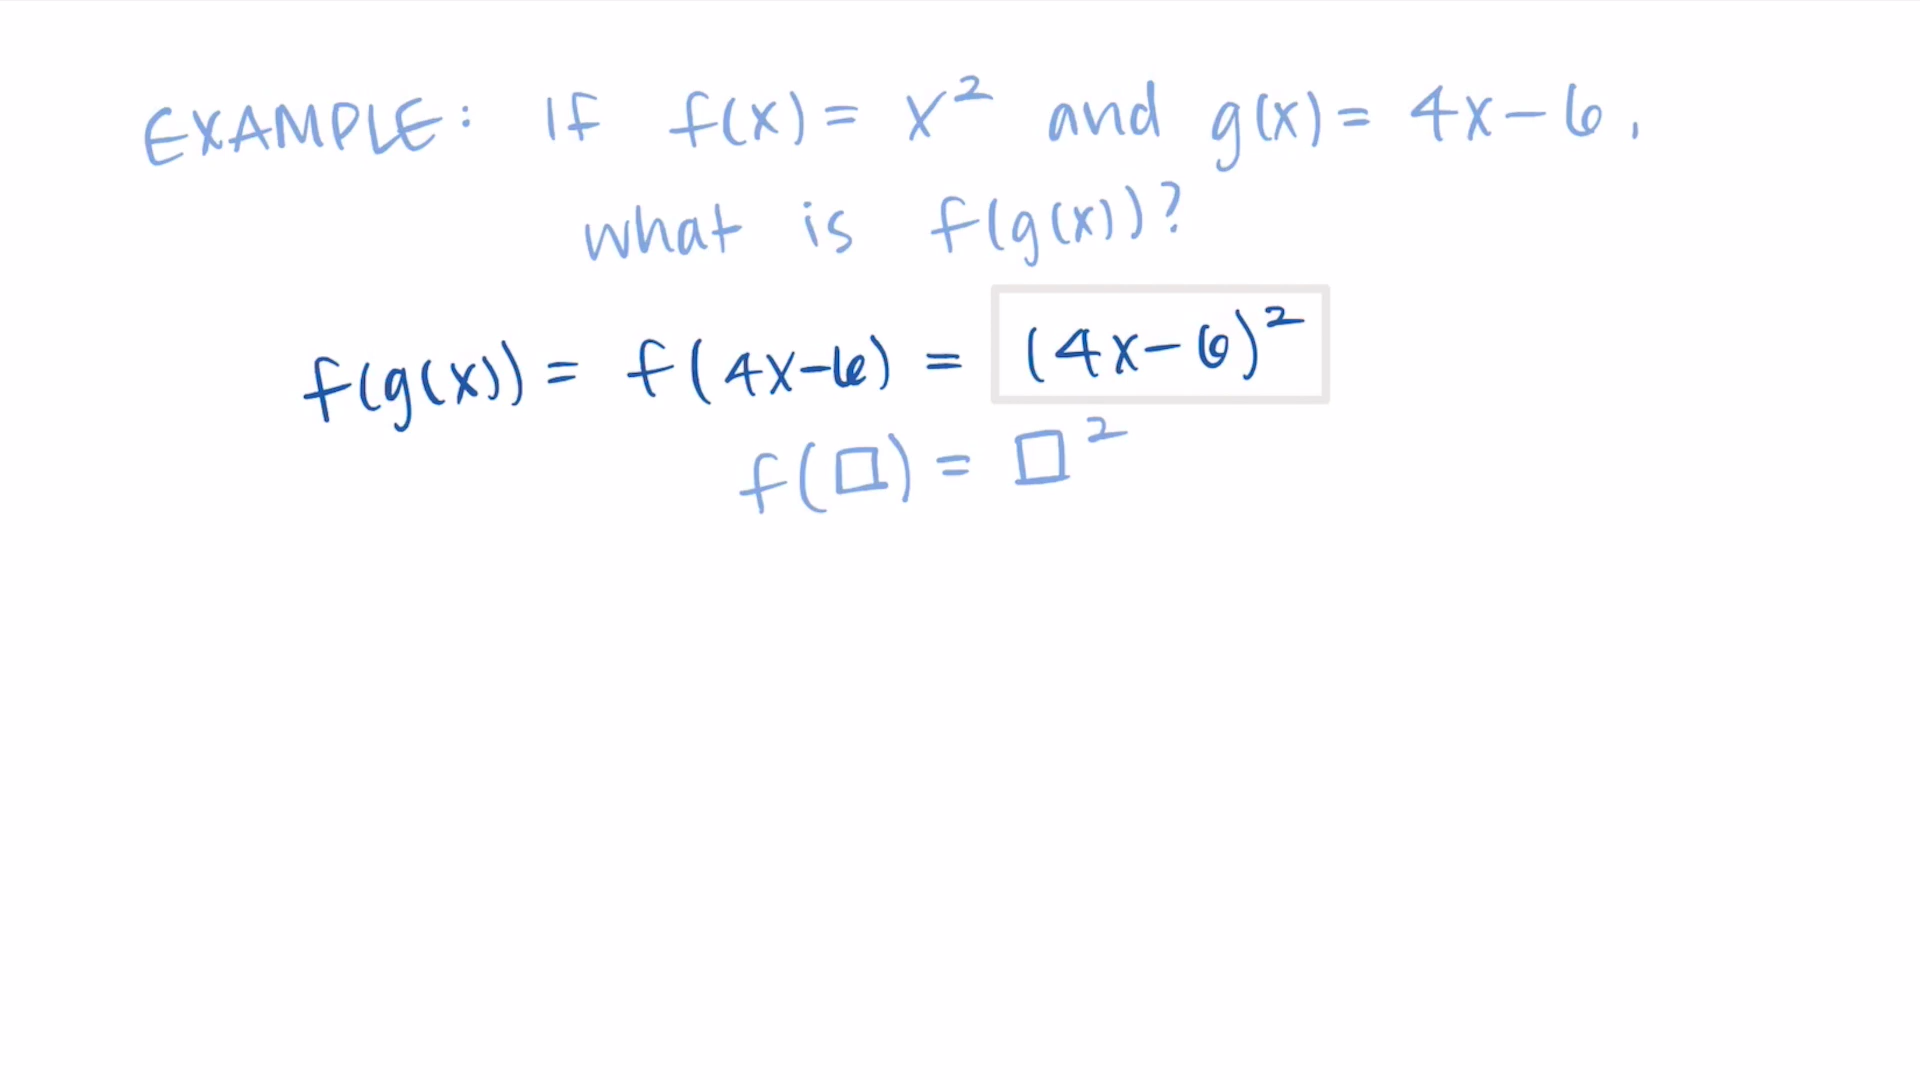 EXAMPLE: If f(x) = x² and g(x) = 4x - 6,
what is f(g(x))?
f(g(x)) = f(4x-6) = (4x-6)²
f(□) = □²